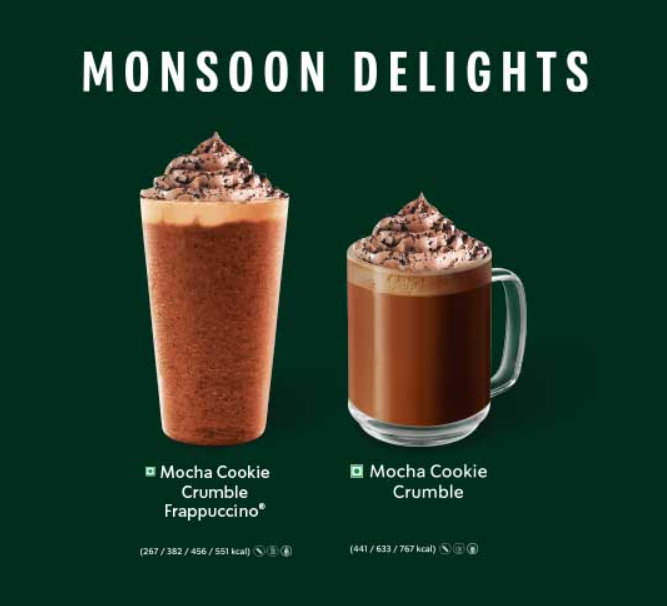 MONSOON DELIGHTS
Mocha Cookie
Crumble
Frappuccino®
(267 / 382 / 456 / 551 kcal)
Mocha Cookie
Crumble
(441 / 633 / 767 kcal)